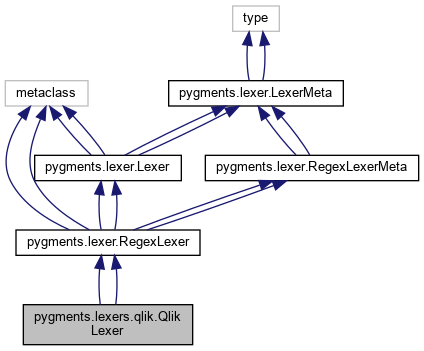 type
metaclass
pygments.lexer.LexerMeta
pygments.lexer.Lexer
pygments.lexer.RegexLexerMeta
pygments.lexer.RegexLexer
pygments.lexers.qlik.Qlik
Lexer